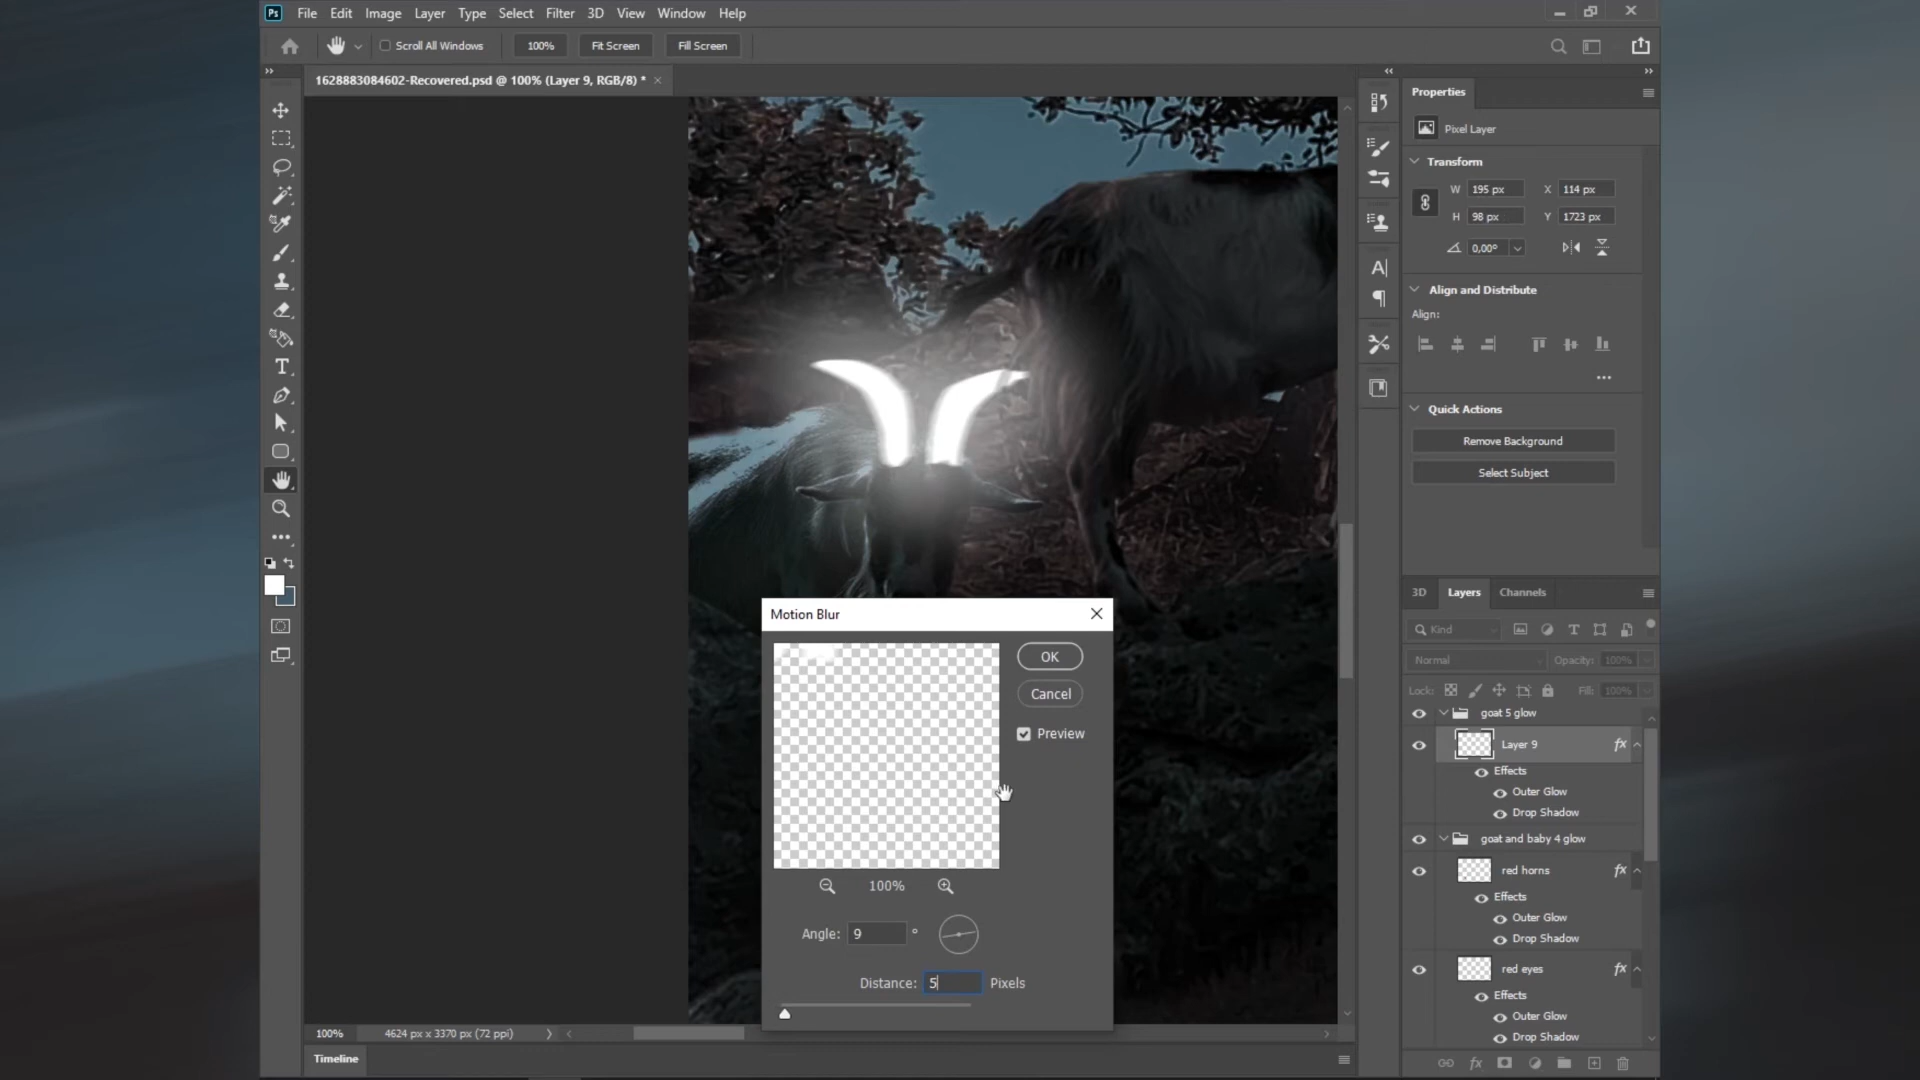 Ps File Edit Image Layer Type Select Filter 3D View Window Help
Scroll All Windows 100% Fit Screen Fill Screen
1628883084602-Recovered.psd @ 100% (Layer 9, RGB/8) *
Properties
Pixel Layer
Transform
W 195 px X 114 px
H 98 px Y 1723 px
0,00°
Align and Distribute
Align:
Quick Actions
Remove Background
Select Subject
Motion Blur
OK
Cancel
Preview
100%
Angle: 9 °
Distance: 5 Pixels
3D Layers Channels
Kind
Normal Opacity: 100%
Lock: Fill: 100%
goat 5 glow
Layer 9 fx
Effects
Outer Glow
Drop Shadow
goat and baby 4 glow
red horns fx
Effects
Outer Glow
Drop Shadow
red eyes fx
Effects
Outer Glow
Drop Shadow
fx
100% 4624 px x 3370 px (72 ppi)
Timeline